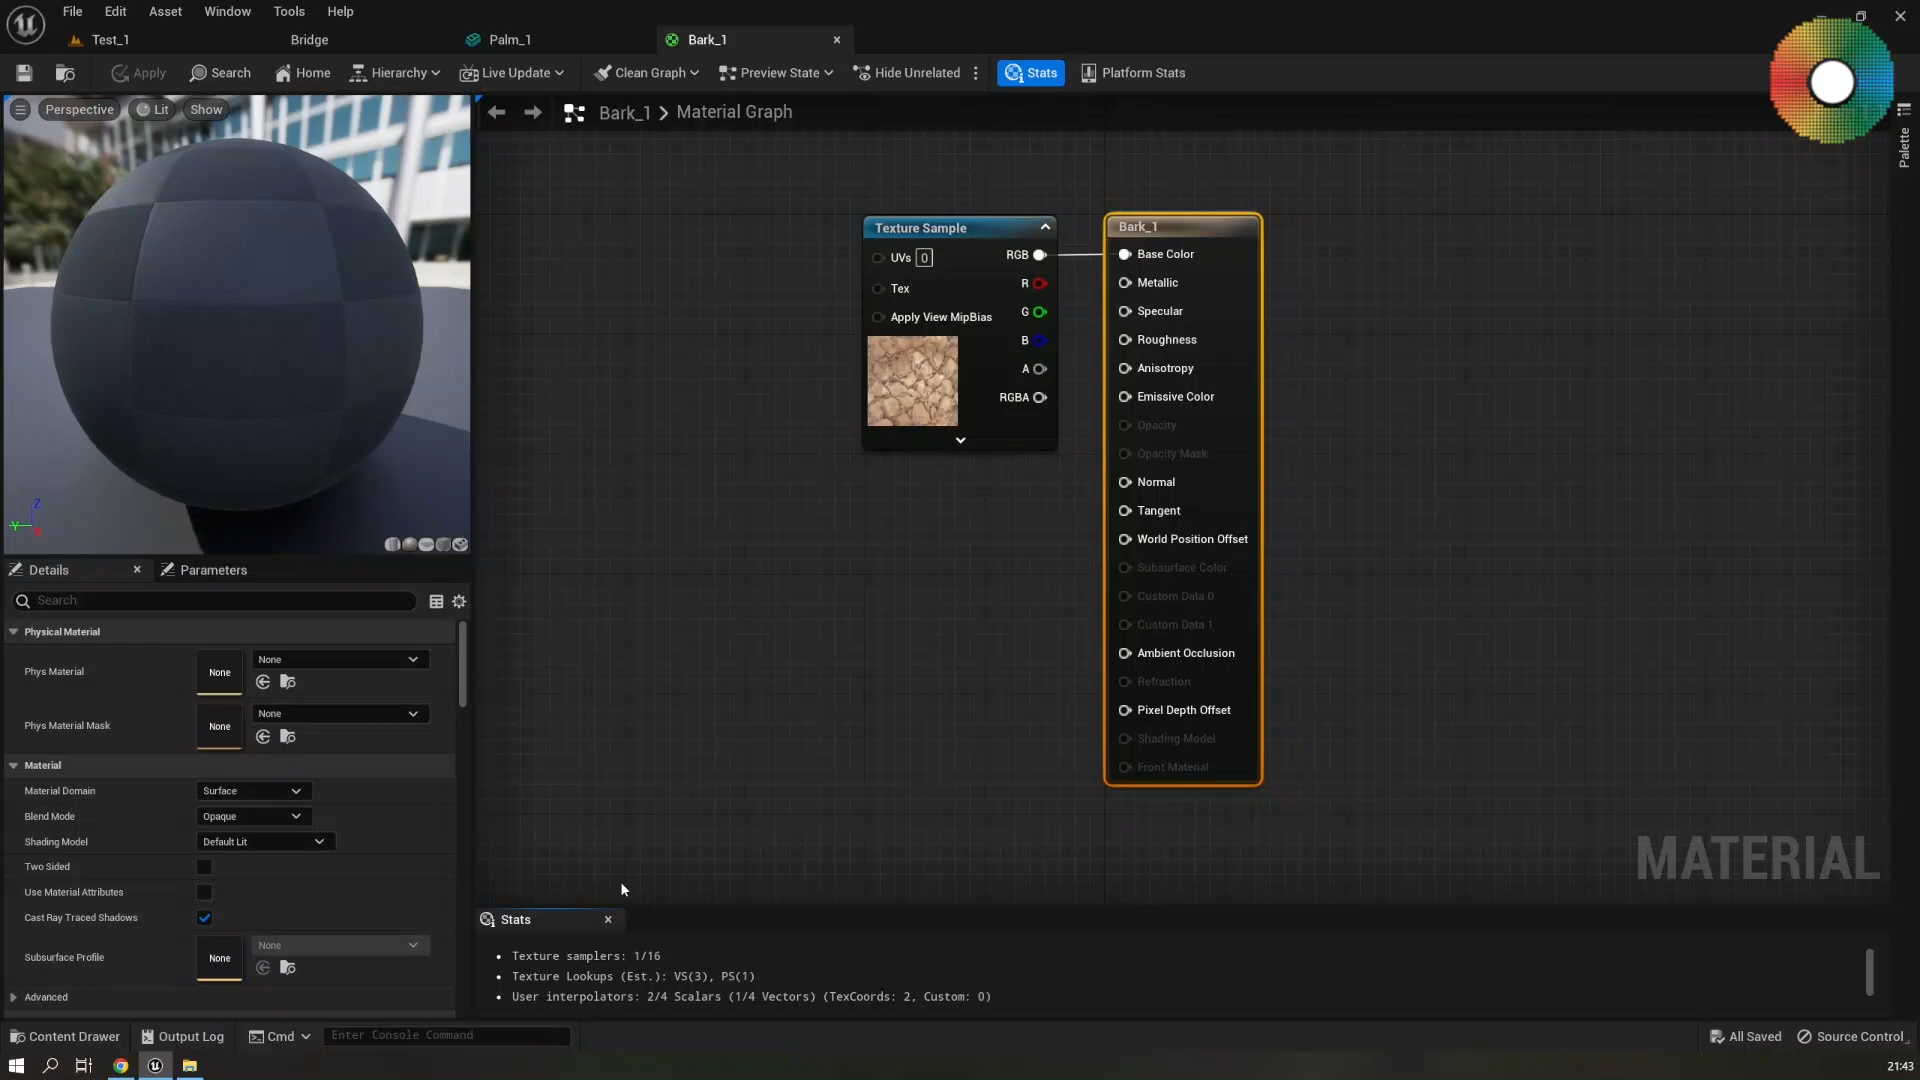 File Edit Asset Window Tools Help
Test_1 Bridge Palm_1 Bark_1
Apply Search Home Hierarchy Live Update Clean Graph Preview State Hide Unrelated Stats Platform Stats
Perspective Lit Show
Bark_1 Material Graph
Palette
Texture Sample
UVs 0 RGB
R
Tex
G
Apply View MipBias
B
A
RGBA
Bark_1
Base Color
Metallic
Specular
Roughness
Anisotropy
Emissive Color
Opacity
Opacity Mask
Normal
Tangent
World Position Offset
Subsurface Color
Custom Data 0
Custom Data 1
Ambient Occlusion
Refraction
Pixel Depth Offset
Shading Model
Front Material
MATERIAL
Z
Y
X
Details Parameters
Search
Physical Material
Phys Material None None
Phys Material Mask None None
Material
Material Domain Surface
Blend Mode Opaque
Shading Model Default Lit
Two Sided
Use Material Attributes
Cast Ray Traced Shadows
Subsurface Profile None None
Advanced
Stats
Texture samplers: 1/16
Texture Lookups (Est.): VS(3), PS(1)
User interpolators: 2/4 Scalars (1/4 Vectors) (TexCoords: 2, Custom: 0)
Content Drawer Output Log Cmd Enter Console Command All Saved Source Control
21:43